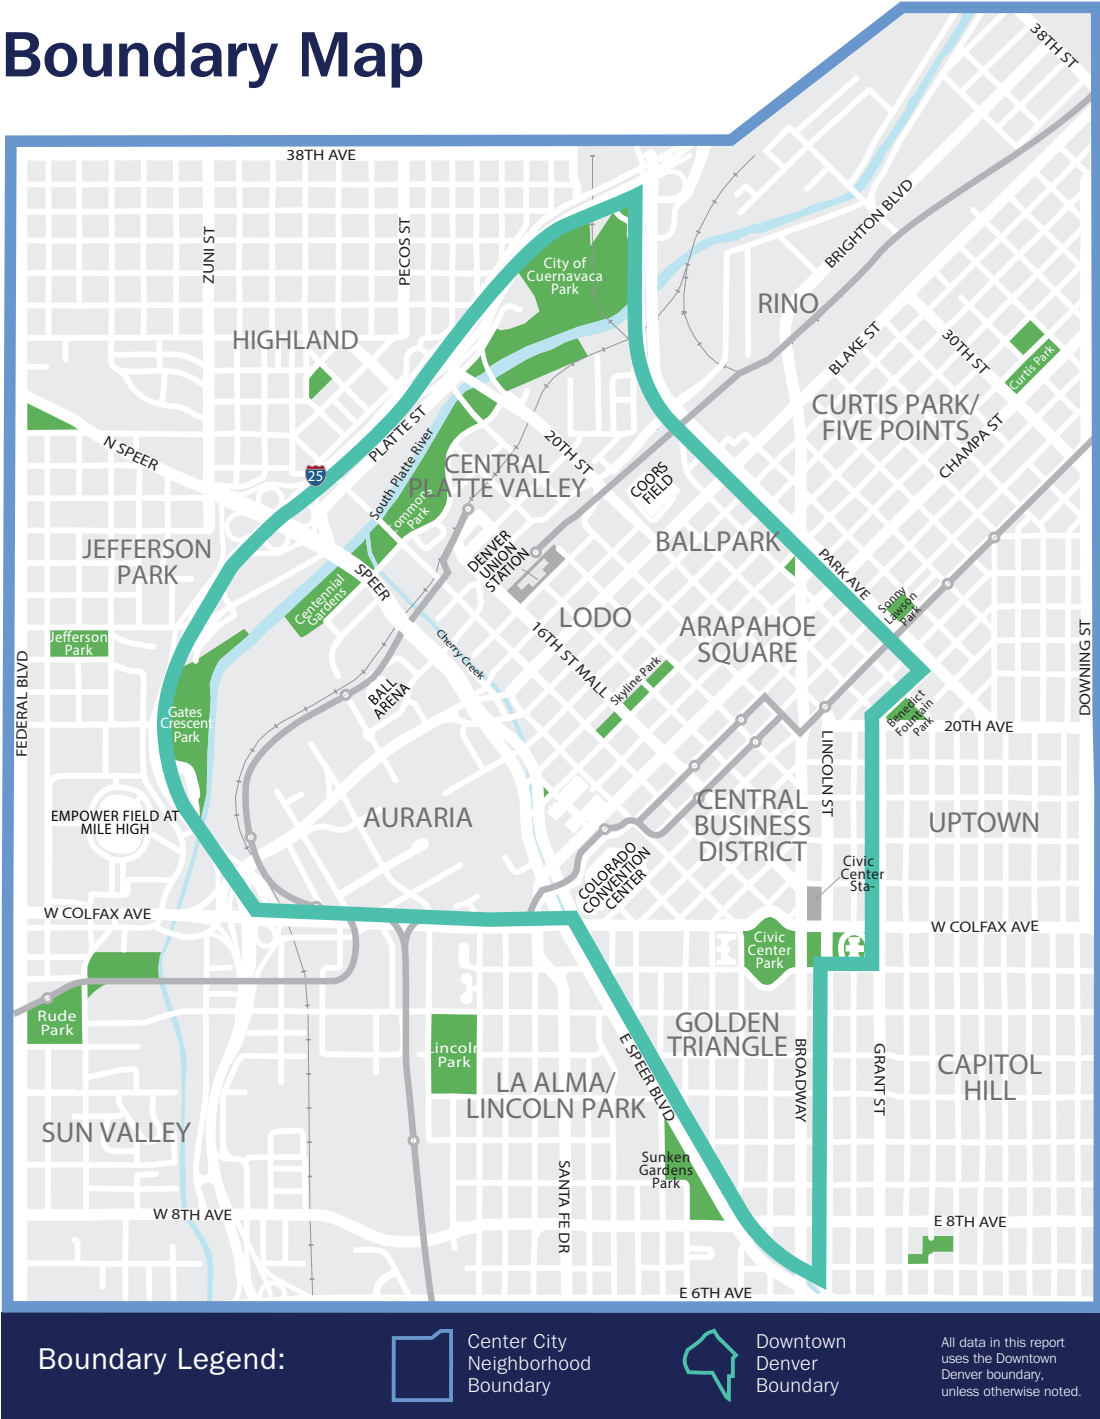 Boundary Map
38TH ST
38TH AVE
ZUNI ST
PECOS ST
BRIGHTON BLVD
City of
Cuernavaca
Park
RINO
HIGHLAND
BLAKE ST
30TH ST
Curtis Park
CURTIS PARK/
FIVE POINTS
CHAMPA ST
N SPEER
PLATTE ST
25
South Platte River
20TH ST
CENTRAL
PLATTE VALLEY
COORS
FIELD
ommons
Park
JEFFERSON
PARK
DENVER
UNION
STATION
BALLPARK
PARK AVE
SPEER
Centennial
Gardens
LODO
Sonny
Lawson
Park
ARAPAHOE
SQUARE
16TH ST MALL
Cherry Creek
Skyline Park
Jefferson
Park
FEDERAL BLVD
DOWNING ST
BALL
ARENA
Gates
Crescent
Park
Benedict
Fountain
Park
20TH AVE
LINCOLN ST
EMPOWER FIELD AT
MILE HIGH
AURARIA
CENTRAL
BUSINESS
DISTRICT
UPTOWN
COLORADO
CONVENTION
CENTER
Civic
Center
Sta-
W COLFAX AVE
W COLFAX AVE
Civic
Center
Park
Rude
Park
GOLDEN
TRIANGLE
E SPEER BLVD
BROADWAY
GRANT ST
Lincoln
Park
LA ALMA/
LINCOLN PARK
CAPITOL
HILL
SUN VALLEY
Sunken
Gardens
Park
SANTA FE DR
W 8TH AVE
E 8TH AVE
E 6TH AVE
Boundary Legend:
Center City
Neighborhood
Boundary
Downtown
Denver
Boundary
All data in this report
uses the Downtown
Denver boundary,
unless otherwise noted.